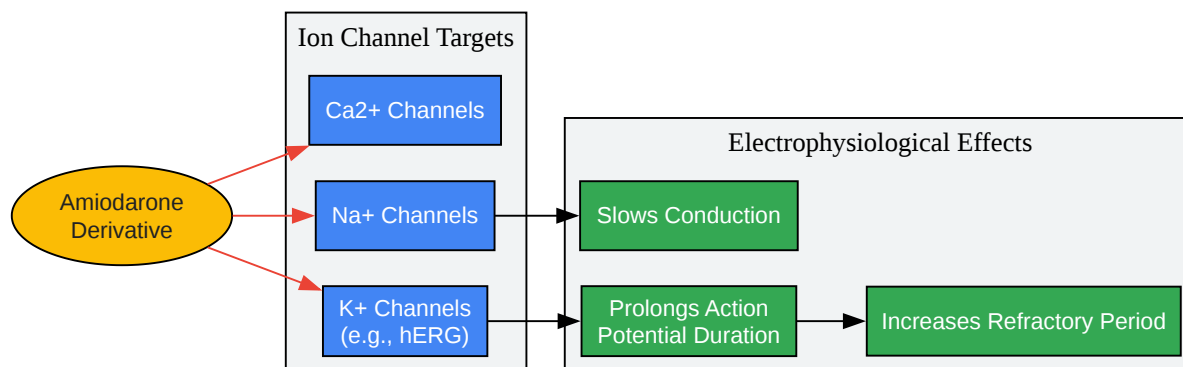 Ion Channel Targets
Ca2+ Channels
Electrophysiological Effects
Amiodarone
Derivative
Na+ Channels
Slows Conduction
K+ Channels
(e.g., hERG)
Prolongs Action
Potential Duration
Increases Refractory Period